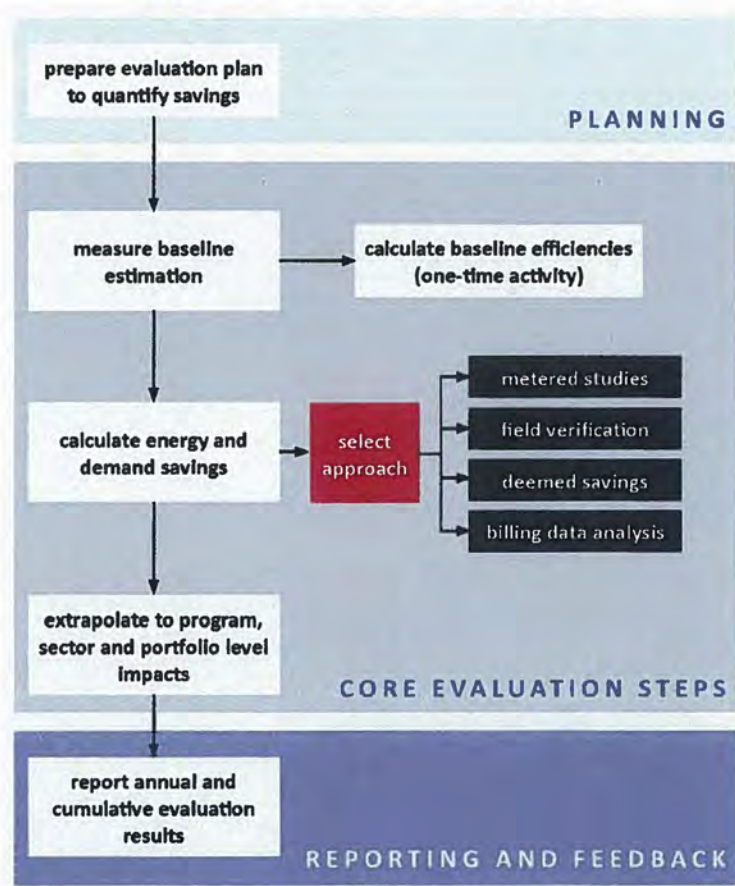 prepare evaluation plan
to quantify savings
PLANNING
measure baseline
estimation
calculate baseline efficiencies
(one-time activity)
calculate energy and
demand savings
select
approach
metered studies
field verification
deemed savings
billing data analysis
extrapolate to program,
sector and portfolio level
impacts
CORE EVALUATION STEPS
report annual and
cumulative evaluation
results
REPORTING AND FEEDBACK